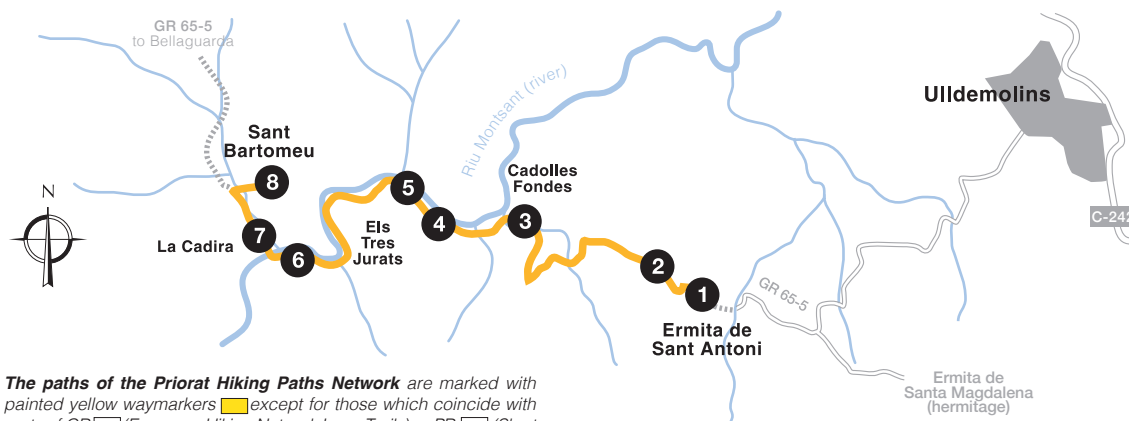 GR 65-5
to Bellaguarda
Riu Montsant (river)
Ulldemolins
Sant
Bartomeu
Cadolles
Fondes
N
8
5
3
4
C-242
7
La Cadira
Els
Tres
Jurats
6
2
1
GR 65-5
Ermita de
Sant Antoni
Ermita de
Santa Magdalena
(hermitage)
The paths of the Priorat Hiking Paths Network are marked with
painted yellow waymarkers except for those which coincide with